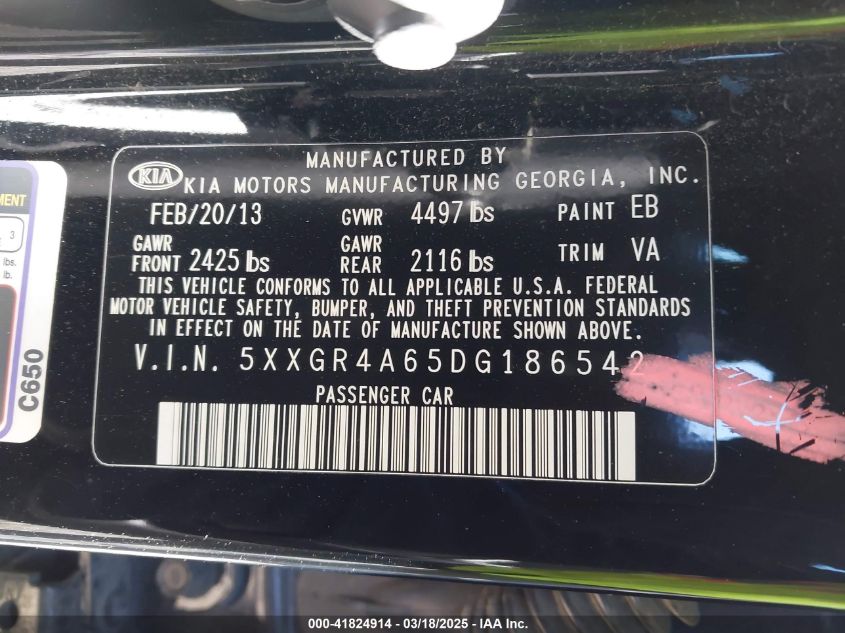 MANUFACTURED BY
KIA KIA MOTORS MANUFACTURING GEORGIA, INC.
FEB/20/13 GVWR 4497 lbs PAINT EB
GAWR FRONT 2425 lbs GAWR REAR 2116 lbs TRIM VA
THIS VEHICLE CONFORMS TO ALL APPLICABLE U.S.A. FEDERAL
MOTOR VEHICLE SAFETY, BUMPER, AND THEFT PREVENTION STANDARDS
IN EFFECT ON THE DATE OF MANUFACTURE SHOWN ABOVE.
V.I.N. 5XXGR4A65DG186542
PASSENGER CAR
3
lbs.
lb.
C650
000-41824914 - 03/18/2025 - IAA Inc.